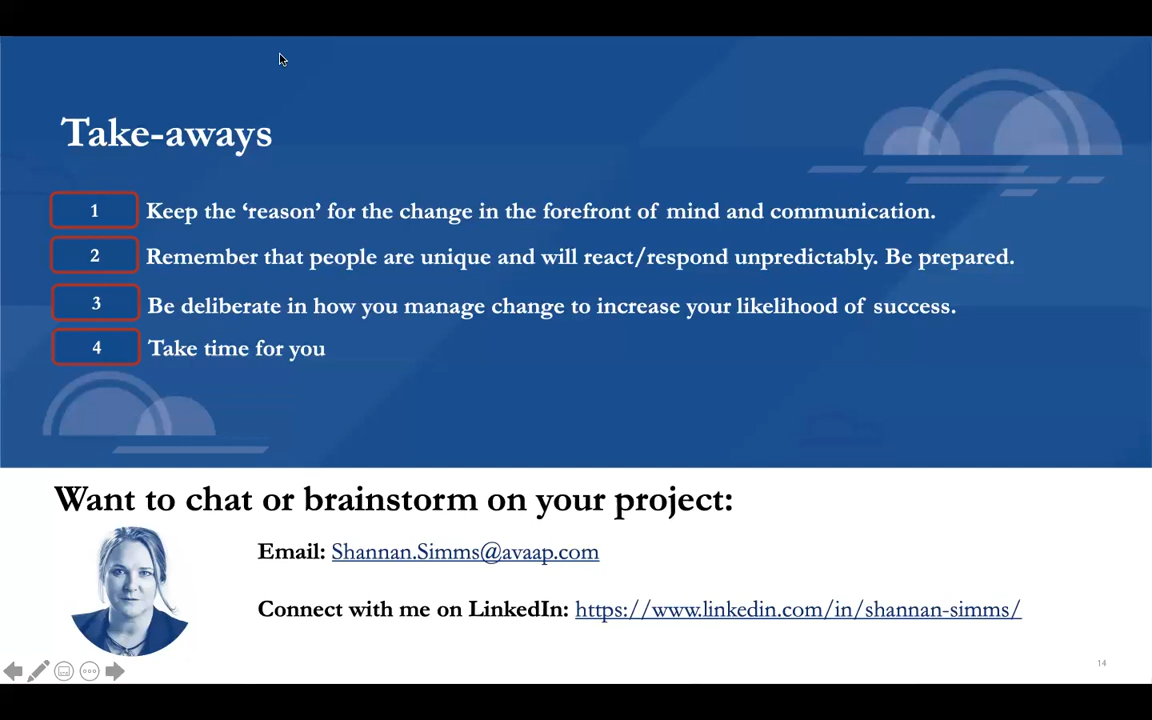 Take-aways
1 Keep the ‘reason’ for the change in the forefront of mind and communication.
2 Remember that people are unique and will react/respond unpredictably. Be prepared.
3 Be deliberate in how you manage change to increase your likelihood of success.
4 Take time for you
Want to chat or brainstorm on your project:
Email: Shannan.Simms@avaap.com
Connect with me on LinkedIn: https://www.linkedin.com/in/shannan-simms/
14